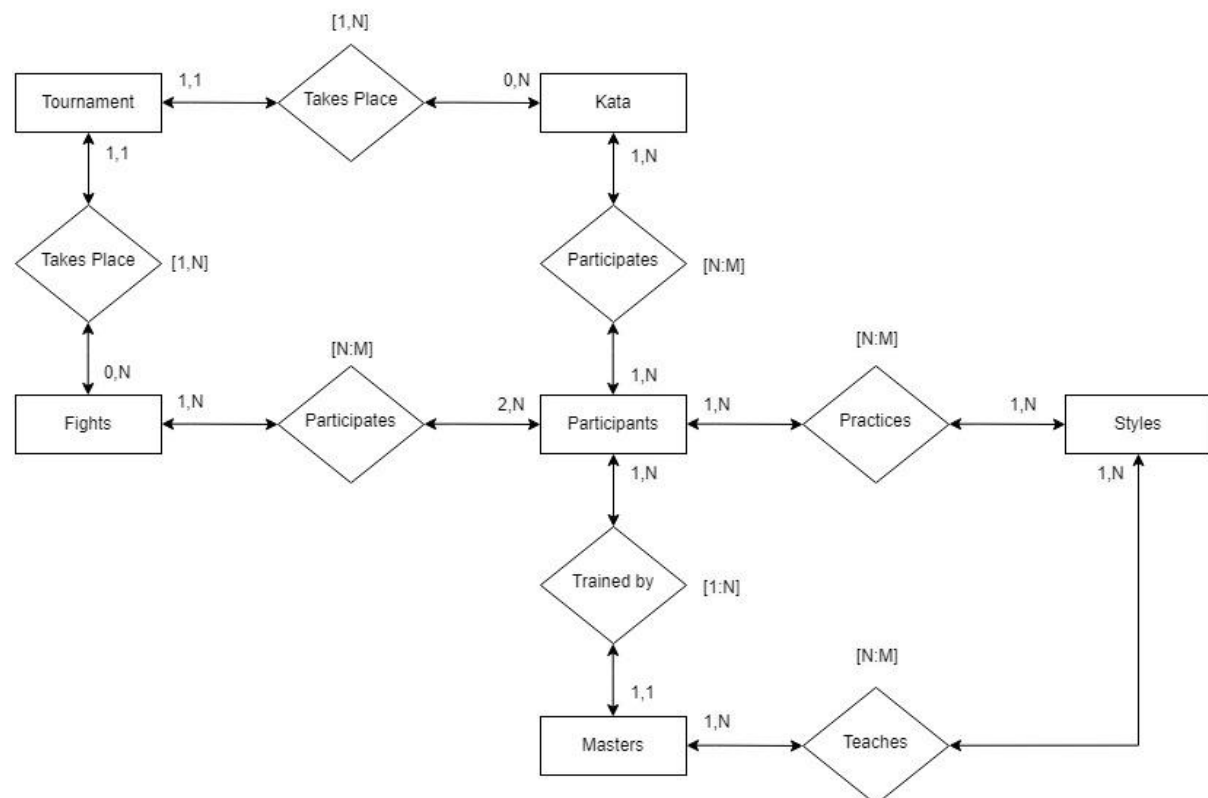 [1,N]
1,1
0,N
Tournament
Takes Place
Kata
1,1
1,N
Takes Place
[1,N]
Participates
[N:M]
[N:M]
[N:M]
0,N
1,N
1,N
2,N
1,N
1,N
Fights
Participates
Participants
Practices
Styles
1,N
1,N
Trained by
[1:N]
[N:M]
1,1
1,N
Masters
Teaches